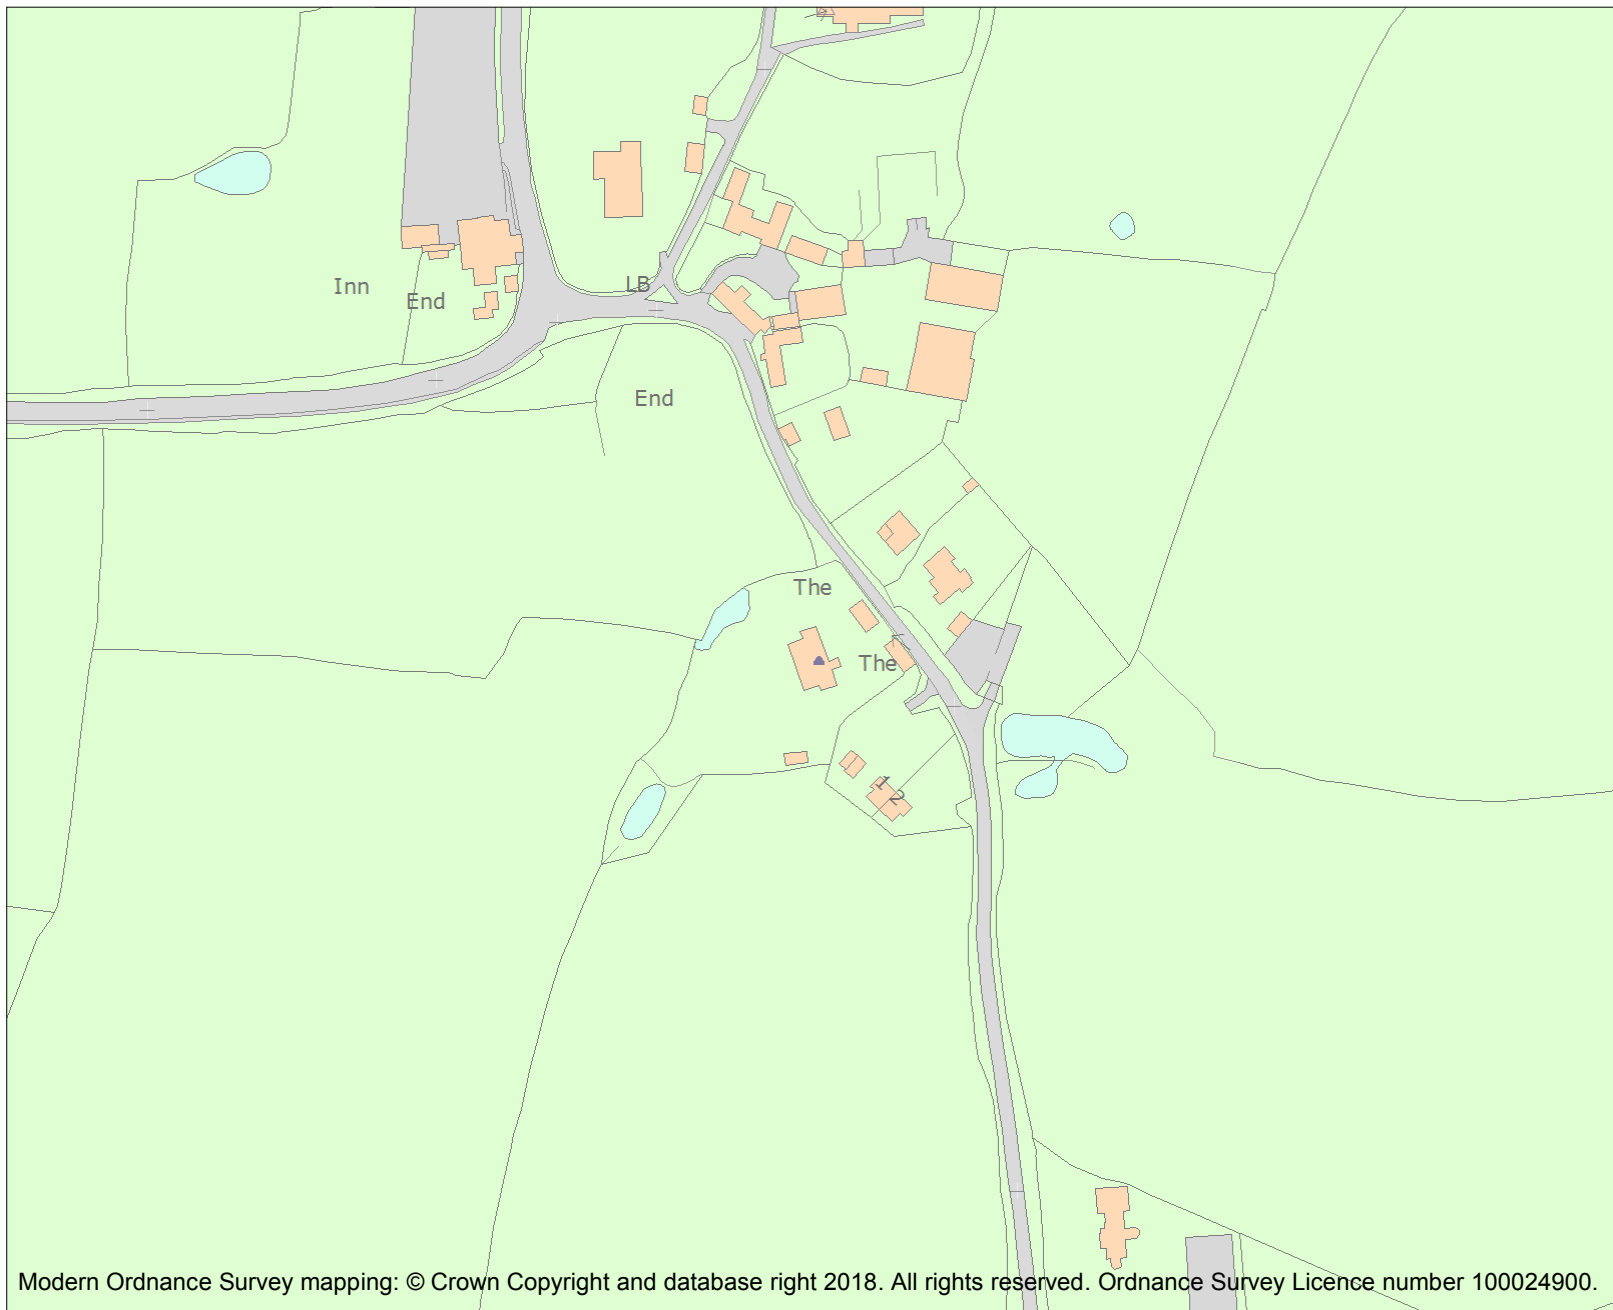 Inn
End
LB
End
The
The
1
2
Modern Ordnance Survey mapping: © Crown Copyright and database right 2018. All rights reserved. Ordnance Survey Licence number 100024900.